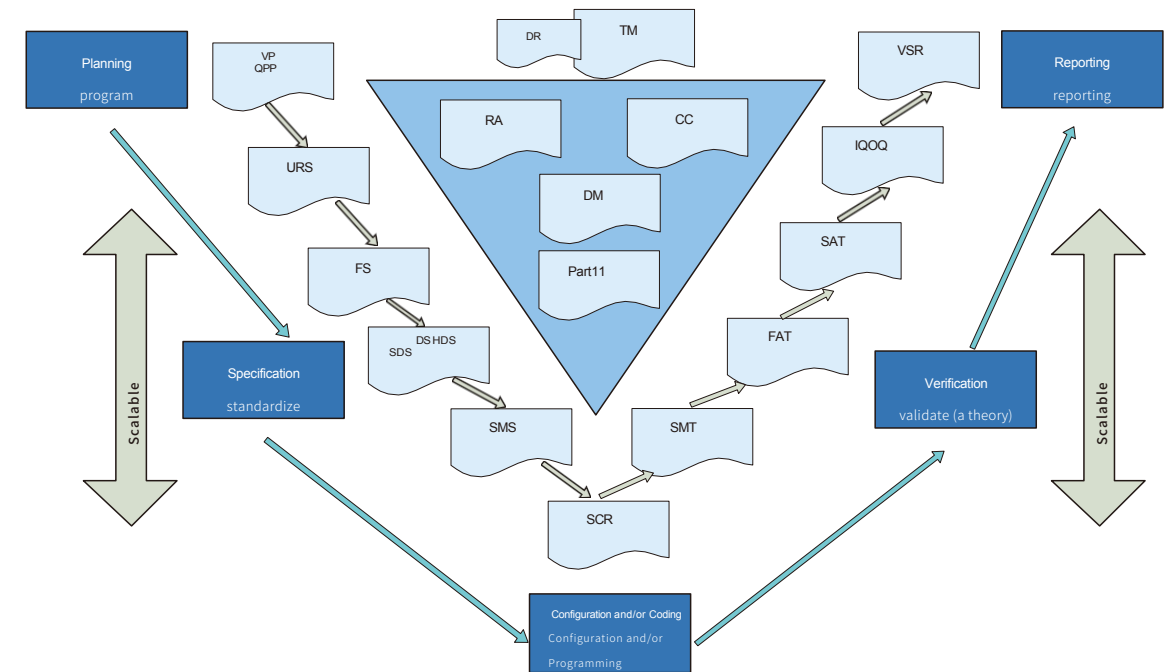 DR
TM
VSR
Planning
program
VP
QPP
Reporting
reporting
RA
CC
IQOQ
URS
DM
SAT
FS
Part11
FAT
DS HDS
SDS
Specification
standardize
Verification
validate (a theory)
Scalable
Scalable
SMS
SMT
SCR
Configuration and/or Coding
Configuration and/or
Programming